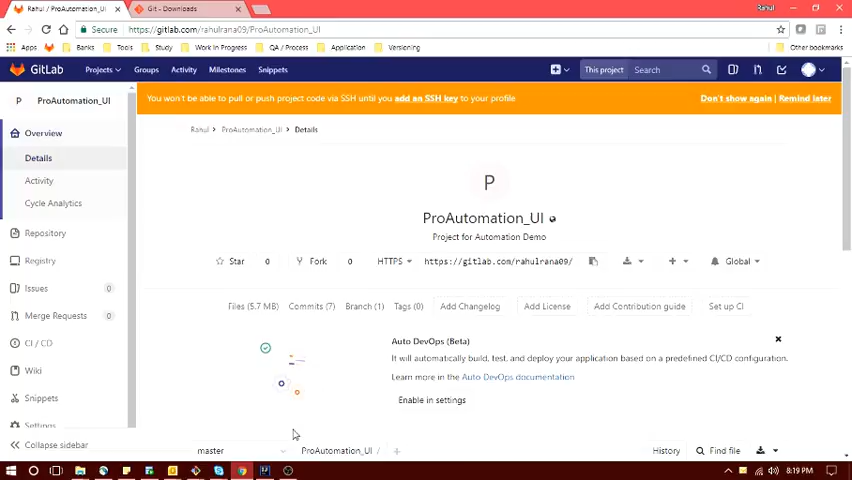 Rahul / ProAutomation_UI
Git - Downloads
Rahul
Secure
https://gitlab.com/rahulrana09/ProAutomation_UI
Apps
Banks
Tools
Study
Work In Progress
QA / Process
Application
Versioning
Other bookmarks
GitLab
Projects
Groups
Activity
Milestones
Snippets
This project
Search
You won't be able to pull or push project code via SSH until you add an SSH key to your profile
Don't show again | Remind later
P
ProAutomation_UI
Overview
Details
Activity
Cycle Analytics
Repository
Registry
Issues
0
Merge Requests
0
CI / CD
Wiki
Snippets
Settings
Collapse sidebar
Rahul > ProAutomation_UI > Details
P
ProAutomation_UI
Project for Automation Demo
Star
0
Fork
0
HTTPS
https://gitlab.com/rahulrana09/
Global
Files (5.7 MB)
Commits (7)
Branch (1)
Tags (0)
Add Changelog
Add License
Add Contribution guide
Set up CI
Auto DevOps (Beta)
It will automatically build, test, and deploy your application based on a predefined CI/CD configuration.
Learn more in the Auto DevOps documentation
Enable in settings
master
ProAutomation_UI /
History
Find file
8:19 PM